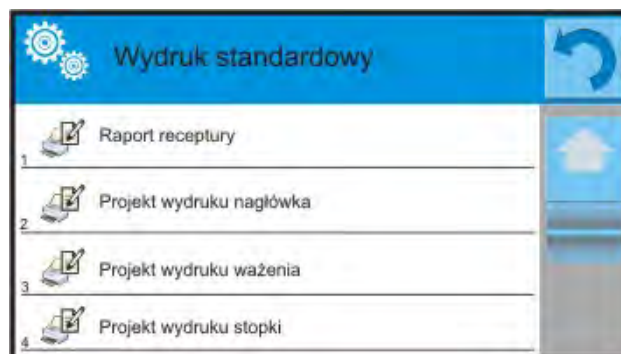 Wydruk standardowy
Raport receptury
1
Projekt wydruku nagłówka
2
Projekt wydruku ważenia
3
Projekt wydruku stopki
4